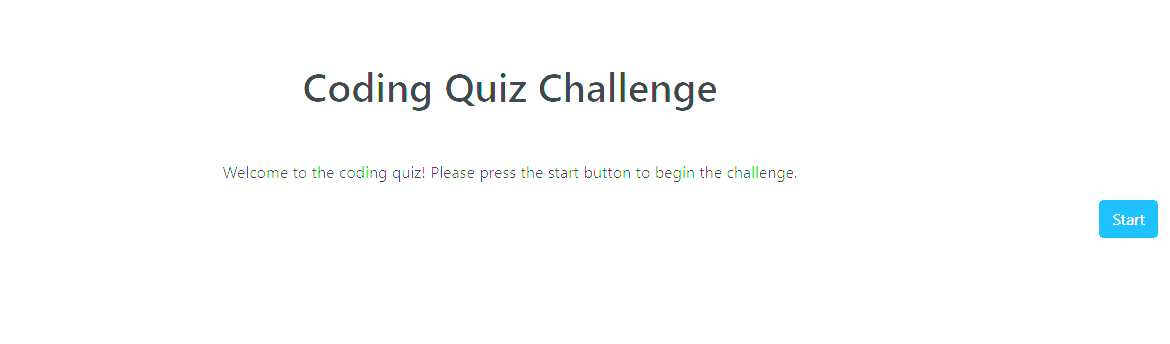 Coding Quiz Challenge
Welcome to the coding quiz! Please press the start button to begin the challenge.
Start